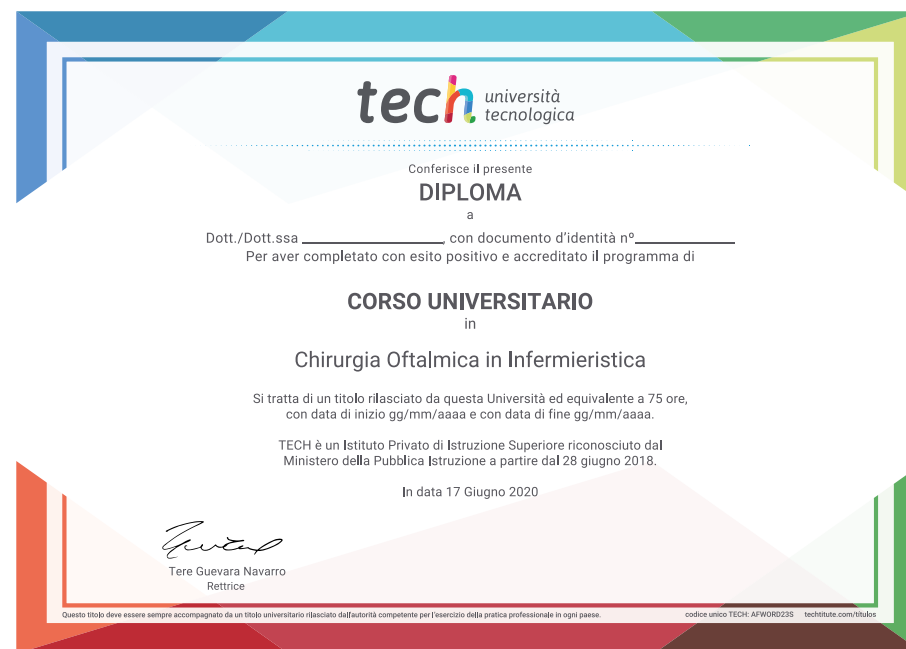 tech università
tecnologica
Conferisce il presente
DIPLOMA
a
Dott./Dott.ssa ____________________, con documento d'identità nº______________
Per aver completato con esito positivo e accreditato il programma di
CORSO UNIVERSITARIO
in
Chirurgia Oftalmica in Infermieristica
Si tratta di un titolo rilasciato da questa Università ed equivalente a 75 ore,
con data di inizio gg/mm/aaaa e con data di fine gg/mm/aaaa.
TECH è un Istituto Privato di Istruzione Superiore riconosciuto dal
Ministero della Pubblica Istruzione a partire dal 28 giugno 2018.
In data 17 Giugno 2020
Tere Guevara Navarro
Rettrice
Questo titolo deve essere sempre accompagnato da un titolo universitario rilasciato dall'autorità competente per l'esercizio della pratica professionale in ogni paese.
codice unico TECH: AFWORD23S techtitute.com/titulos